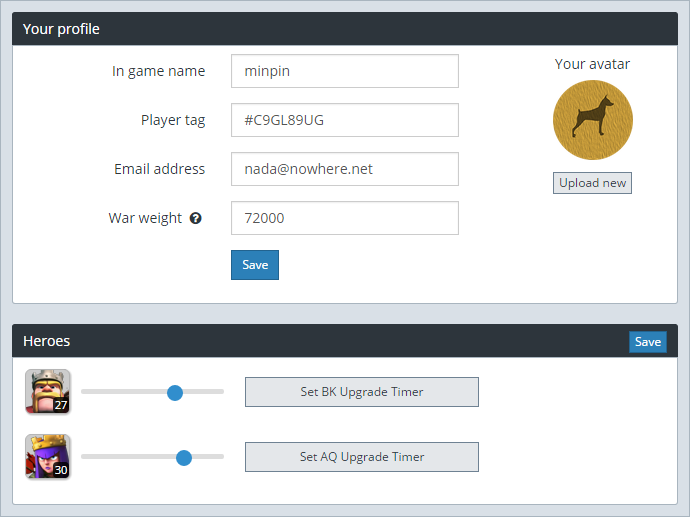 Your profile
In game name minpin
Your avatar
Player tag #C9GL89UG
Email address nada@nowhere.net
Upload new
War weight ? 72000
Save
Heroes Save
27 Set BK Upgrade Timer
30 Set AQ Upgrade Timer